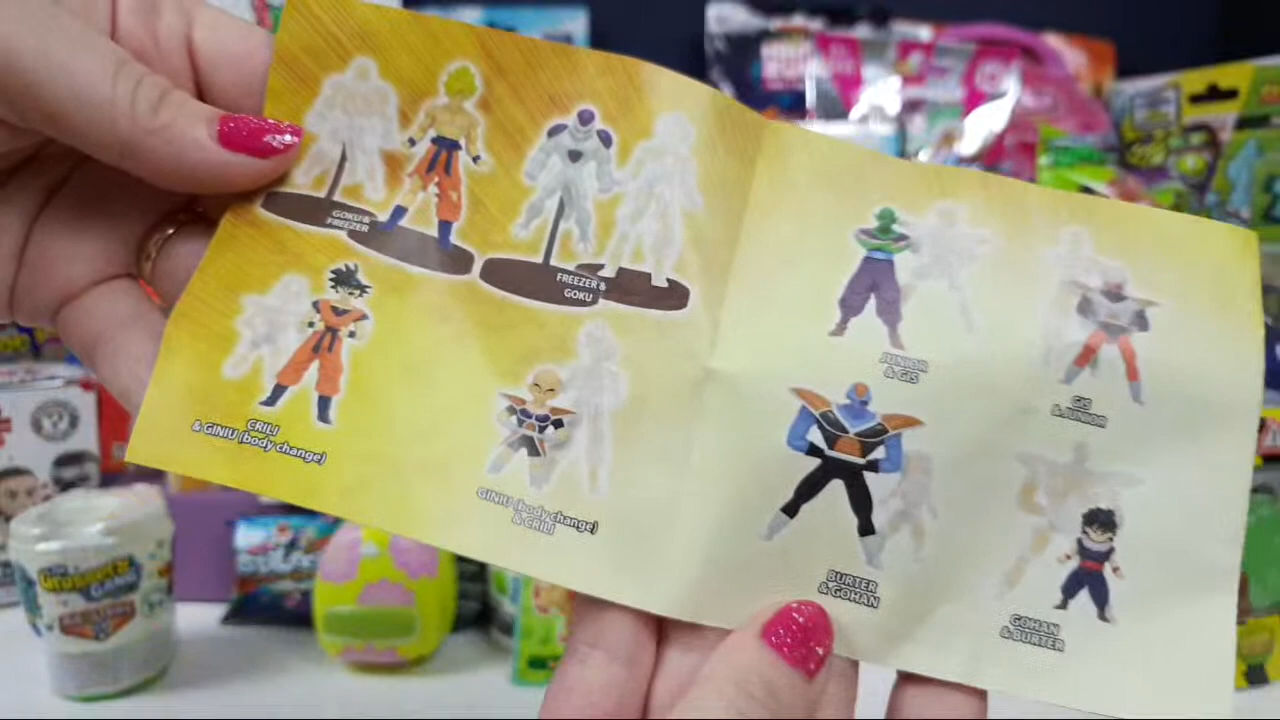 GOKU &
FREEZER
FREEZER &
GOKU
JUNIOR
& GIS
GIS
& JUNIOR
CRILI
& GINIU (body change)
GINIU (body change)
& CRILI
BURTER
& GOHAN
GOHAN
& BURTER